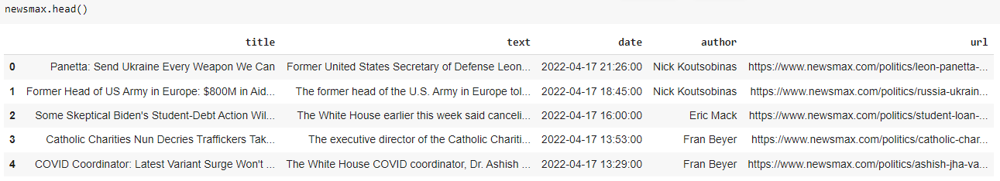 newsmax.head()
title text date author url
0 Panetta: Send Ukraine Every Weapon We Can Former United States Secretary of Defense Leon... 2022-04-17 21:26:00 Nick Koutsobinas https://www.newsmax.com/politics/leon-panetta-...
1 Former Head of US Army in Europe: $800M in Aid... The former head of the U.S. Army in Europe tol... 2022-04-17 18:45:00 Nick Koutsobinas https://www.newsmax.com/politics/russia-ukrain...
2 Some Skeptical Biden's Student-Debt Action Wil... The White House earlier this week said canceli... 2022-04-17 16:00:00 Eric Mack https://www.newsmax.com/politics/student-loan-...
3 Catholic Charities Nun Decries Traffickers Tak... The executive director of the Catholic Chariti... 2022-04-17 13:53:00 Fran Beyer https://www.newsmax.com/politics/catholic-char...
4 COVID Coordinator: Latest Variant Surge Won't ... The White House COVID coordinator, Dr. Ashish ... 2022-04-17 13:29:00 Fran Beyer https://www.newsmax.com/politics/ashish-jha-va...